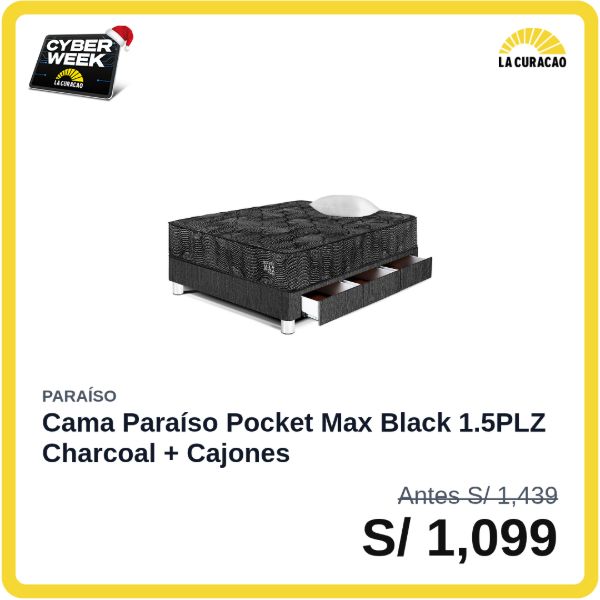 CYBER
WEEK
LA CURACAO
LA CURACAO
PARAÍSO
Cama Paraíso Pocket Max Black 1.5PLZ
Charcoal + Cajones
Antes S/ 1,439
S/ 1,099